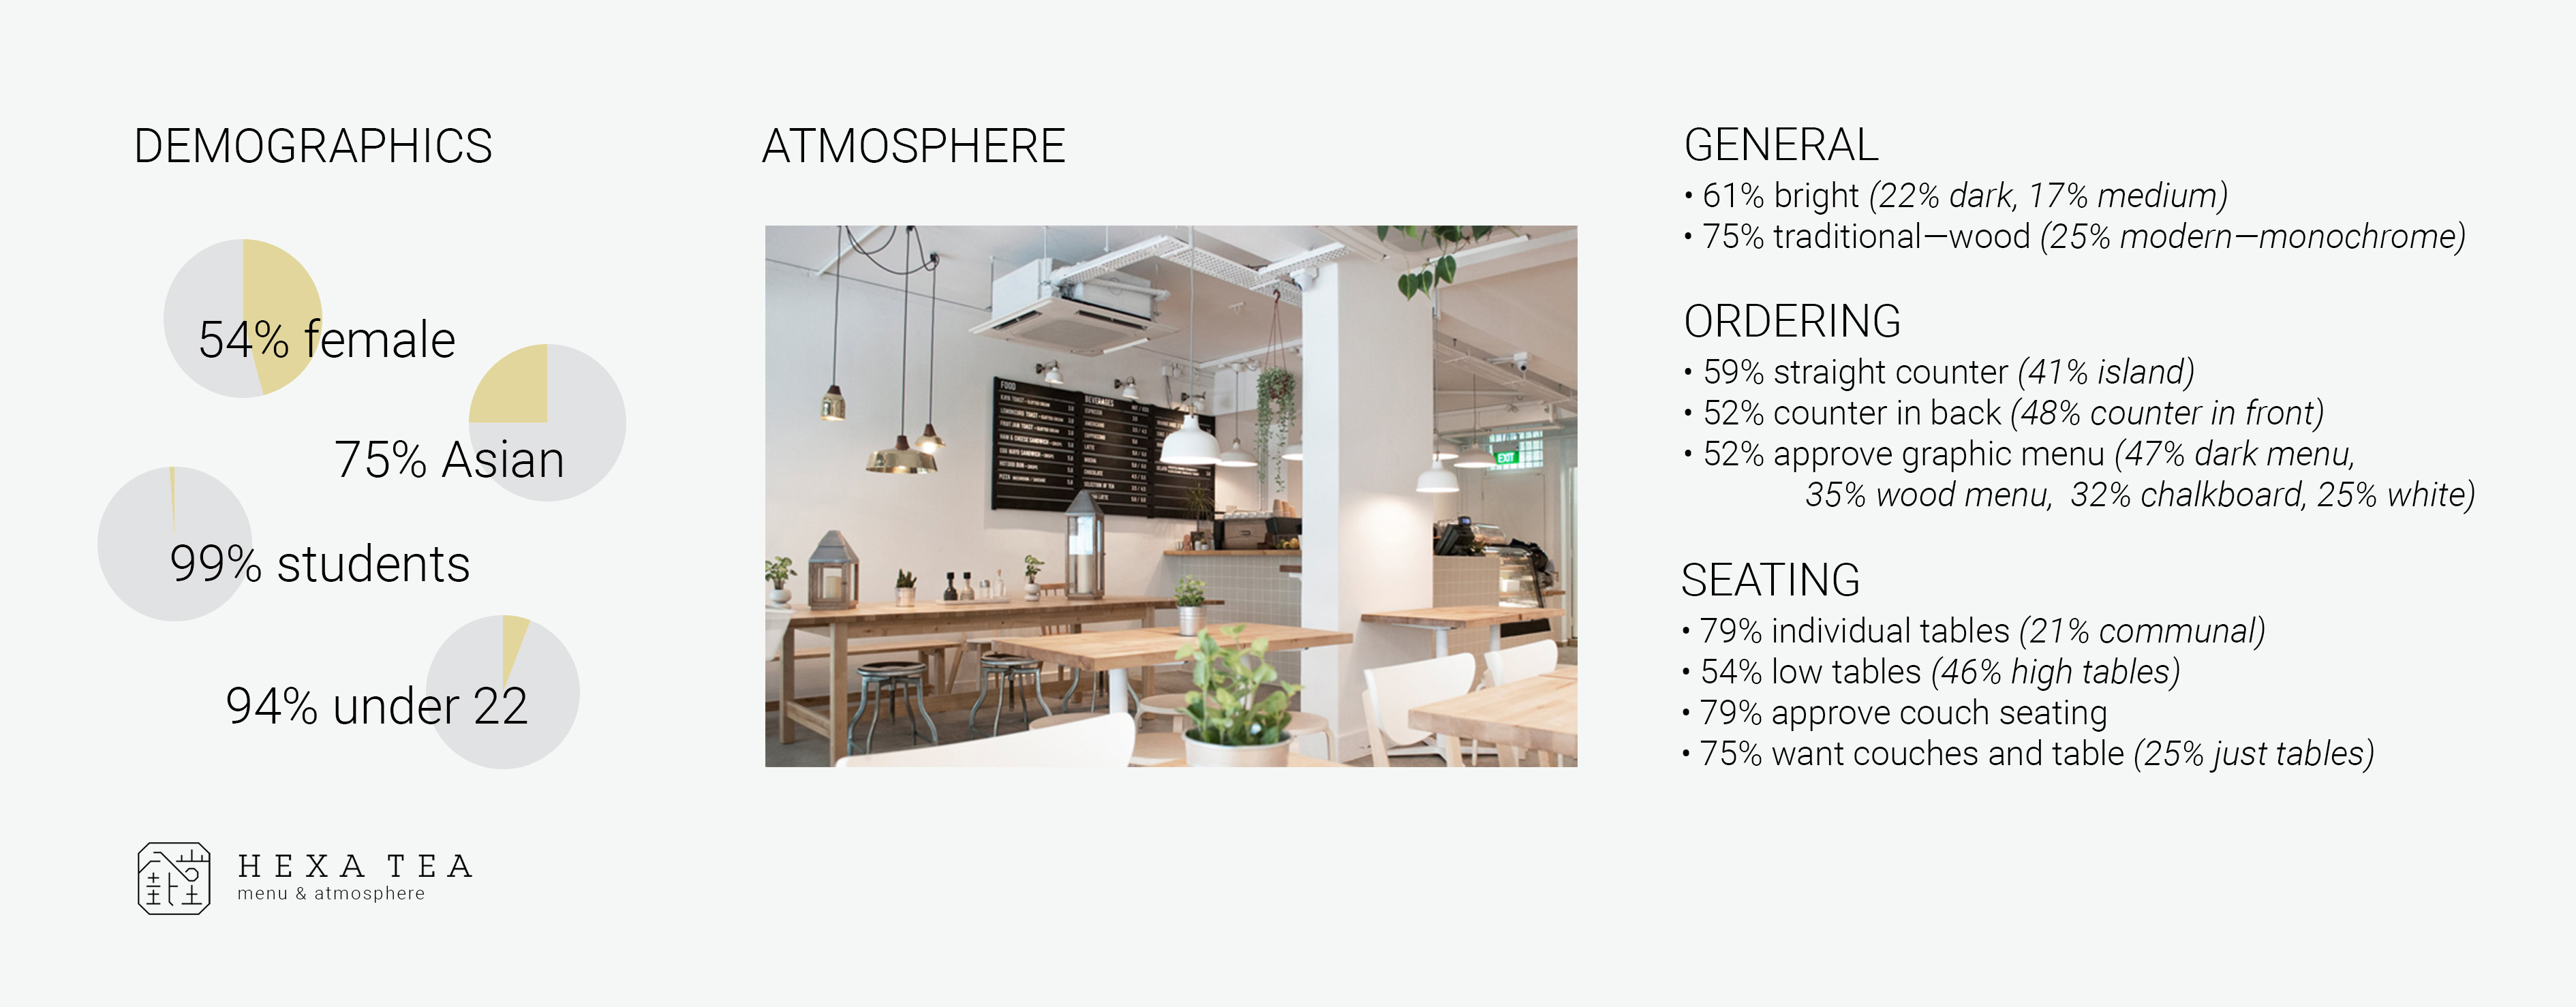 DEMOGRAPHICS
54% female
75% Asian
99% students
94% under 22
HEXA TEA
menu & atmosphere
ATMOSPHERE
FOOD
BEVERAGES
EXIT
GENERAL
• 61% bright (22% dark, 17% medium)
• 75% traditional—wood (25% modern—monochrome)
ORDERING
• 59% straight counter (41% island)
• 52% counter in back (48% counter in front)
• 52% approve graphic menu (47% dark menu,
35% wood menu, 32% chalkboard, 25% white)
SEATING
• 79% individual tables (21% communal)
• 54% low tables (46% high tables)
• 79% approve couch seating
• 75% want couches and table (25% just tables)